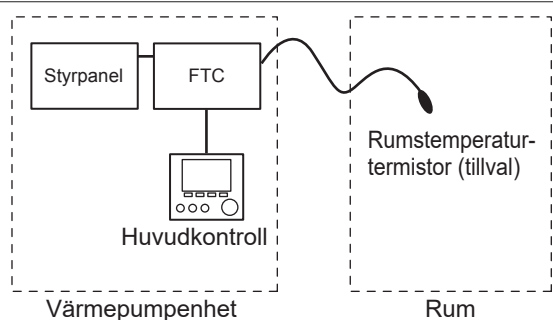 Styrpanel
FTC
Rumstemperatur-
termistor (tillval)
Huvudkontroll
Värmepumpenhet
Rum